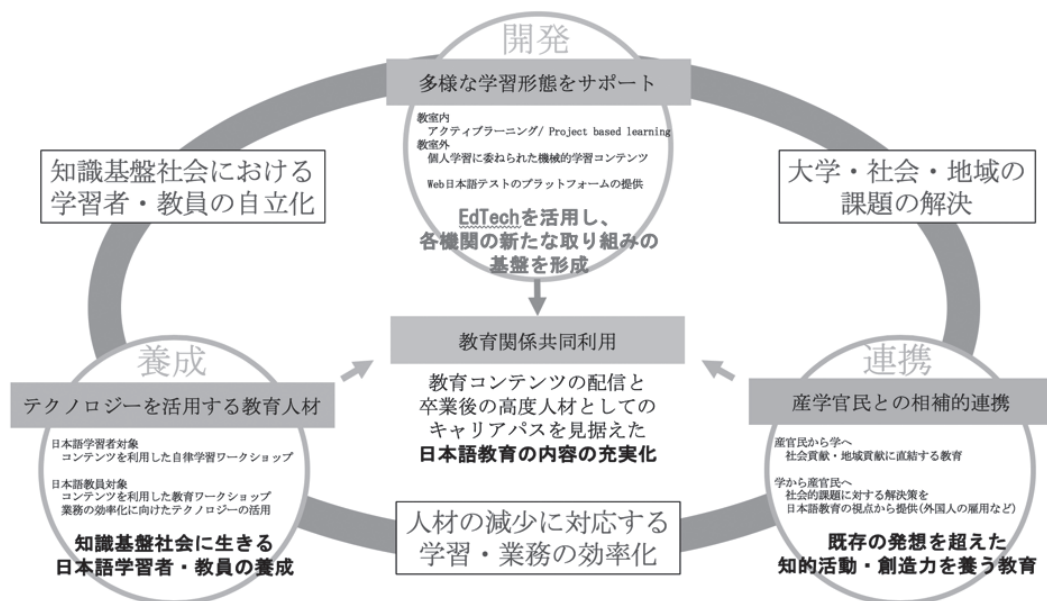 開発
多様な学習形態をサポート
教室内
アクティブラーニング/ Project based learning
教室外
個人学習に委ねられた機械的学習コンテンツ
Web日本語テストのプラットフォームの提供
EdTechを活用し、
各機関の新たな取り組みの
基盤を形成
知識基盤社会における
学習者・教員の自立化
大学・社会・地域の
課題の解決
教育関係共同利用
教育コンテンツの配信と
卒業後の高度人材としての
キャリアパスを見据えた
日本語教育の内容の充実化
養成
テクノロジーを活用する教育人材
日本語学習者対象
コンテンツを利用した自律学習ワークショップ
日本語教員対象
コンテンツを利用した教育ワークショップ
業務の効率化に向けたテクノロジーの活用
知識基盤社会に生きる
日本語学習者・教員の養成
連携
産学官民との相補的連携
産官民から学へ
社会貢献・地域貢献に直結する教育
学から産官民へ
社会的課題に対する解決策を
日本語教育の視点から提供(外国人の雇用など)
既存の発想を超えた
知的活動・創造力を養う教育
人材の減少に対応する
学習・業務の効率化